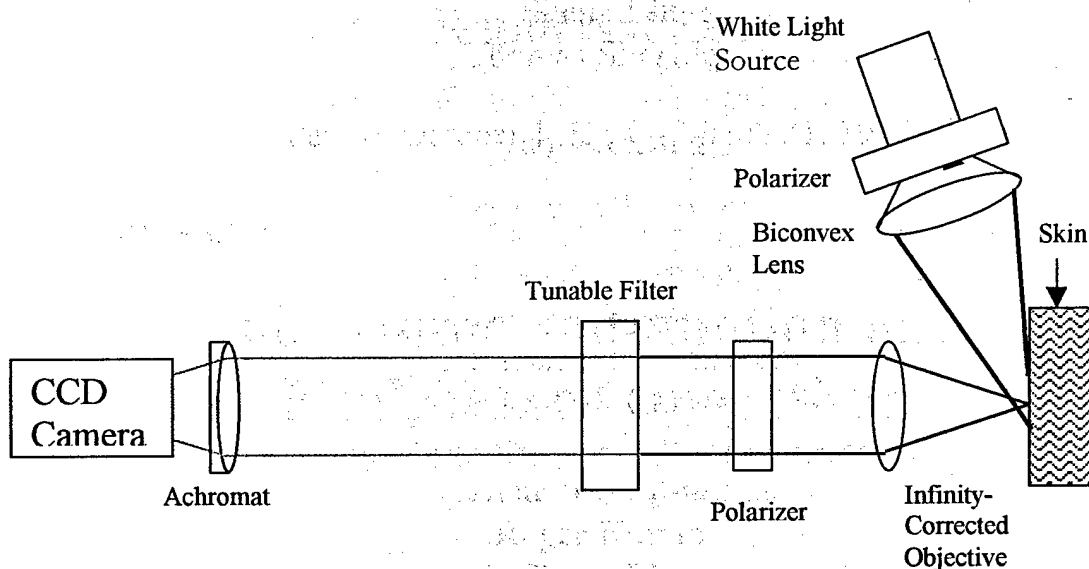 White Light
Source
Polarizer
Biconvex
Lens
Skin
Tunable Filter
CCD
Camera
Achromat
Polarizer
Infinity-
Corrected
Objective